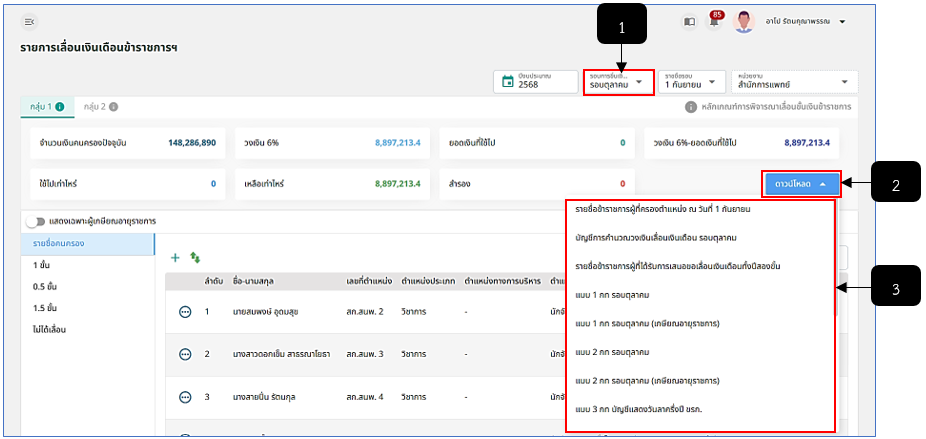 1
85
อาโป รัตนคุณาพรรณ
รายการเลื่อนเงินเดือนข้าราชการฯ
ปีงบประมาณ
2568
รอบการขึ้นเงิ...
รอบตุลาคม
รายชื่อรอบ
1 กันยายน
หน่วยงาน
สำนักการแพทย์
กลุ่ม 1
กลุ่ม 2
หลักเกณฑ์การพิจารณาเลื่อนขั้นเงินข้าราชการ
จำนวนเงินคนครองปัจจุบัน 148,286,890
วงเงิน 6% 8,897,213.4
ยอดเงินที่ใช้ไป 0
วงเงิน 6%-ยอดเงินที่ใช้ไป 8,897,213.4
ใช้ไปเท่าไหร่ 0
เหลือเท่าไหร่ 8,897,213.4
สำรอง 0
ดาวน์โหลด
2
แสดงเฉพาะผู้เกษียณอายุราชการ
รายชื่อคนครอง
1 ขั้น
0.5 ขั้น
1.5 ขั้น
ไม่ได้เลื่อน
รายชื่อข้าราชการผู้ที่ครองตำแหน่ง ณ วันที่ 1 กันยายน
บัญชีการคำนวณวงเงินเลื่อนเงินเดือน รอบตุลาคม
รายชื่อข้าราชการผู้ที่ได้รับการเสนอขอเลื่อนเงินเดือนทั้งปีสองขั้น
แบบ 1 กก รอบตุลาคม
แบบ 1 กก รอบตุลาคม (เกษียณอายุราชการ)
แบบ 2 กก รอบตุลาคม
แบบ 2 กก รอบตุลาคม (เกษียณอายุราชการ)
แบบ 3 กก บัญชีแสดงวันลาครึ่งปี ขรก.
3
ลำดับ ชื่อ-นามสกุล เลขที่ตำแหน่ง ตำแหน่งประเภท ตำแหน่งทางการบริหาร
1 นายสมพงษ์ อุดมสุข สก.สนพ. 2 วิชาการ -
2 นางสาวดอกเข็ม สารรณาโยธา สก.สนพ. 3 วิชาการ -
3 นางสายปิ่น รัตนกุล สก.สนพ. 4 วิชาการ -